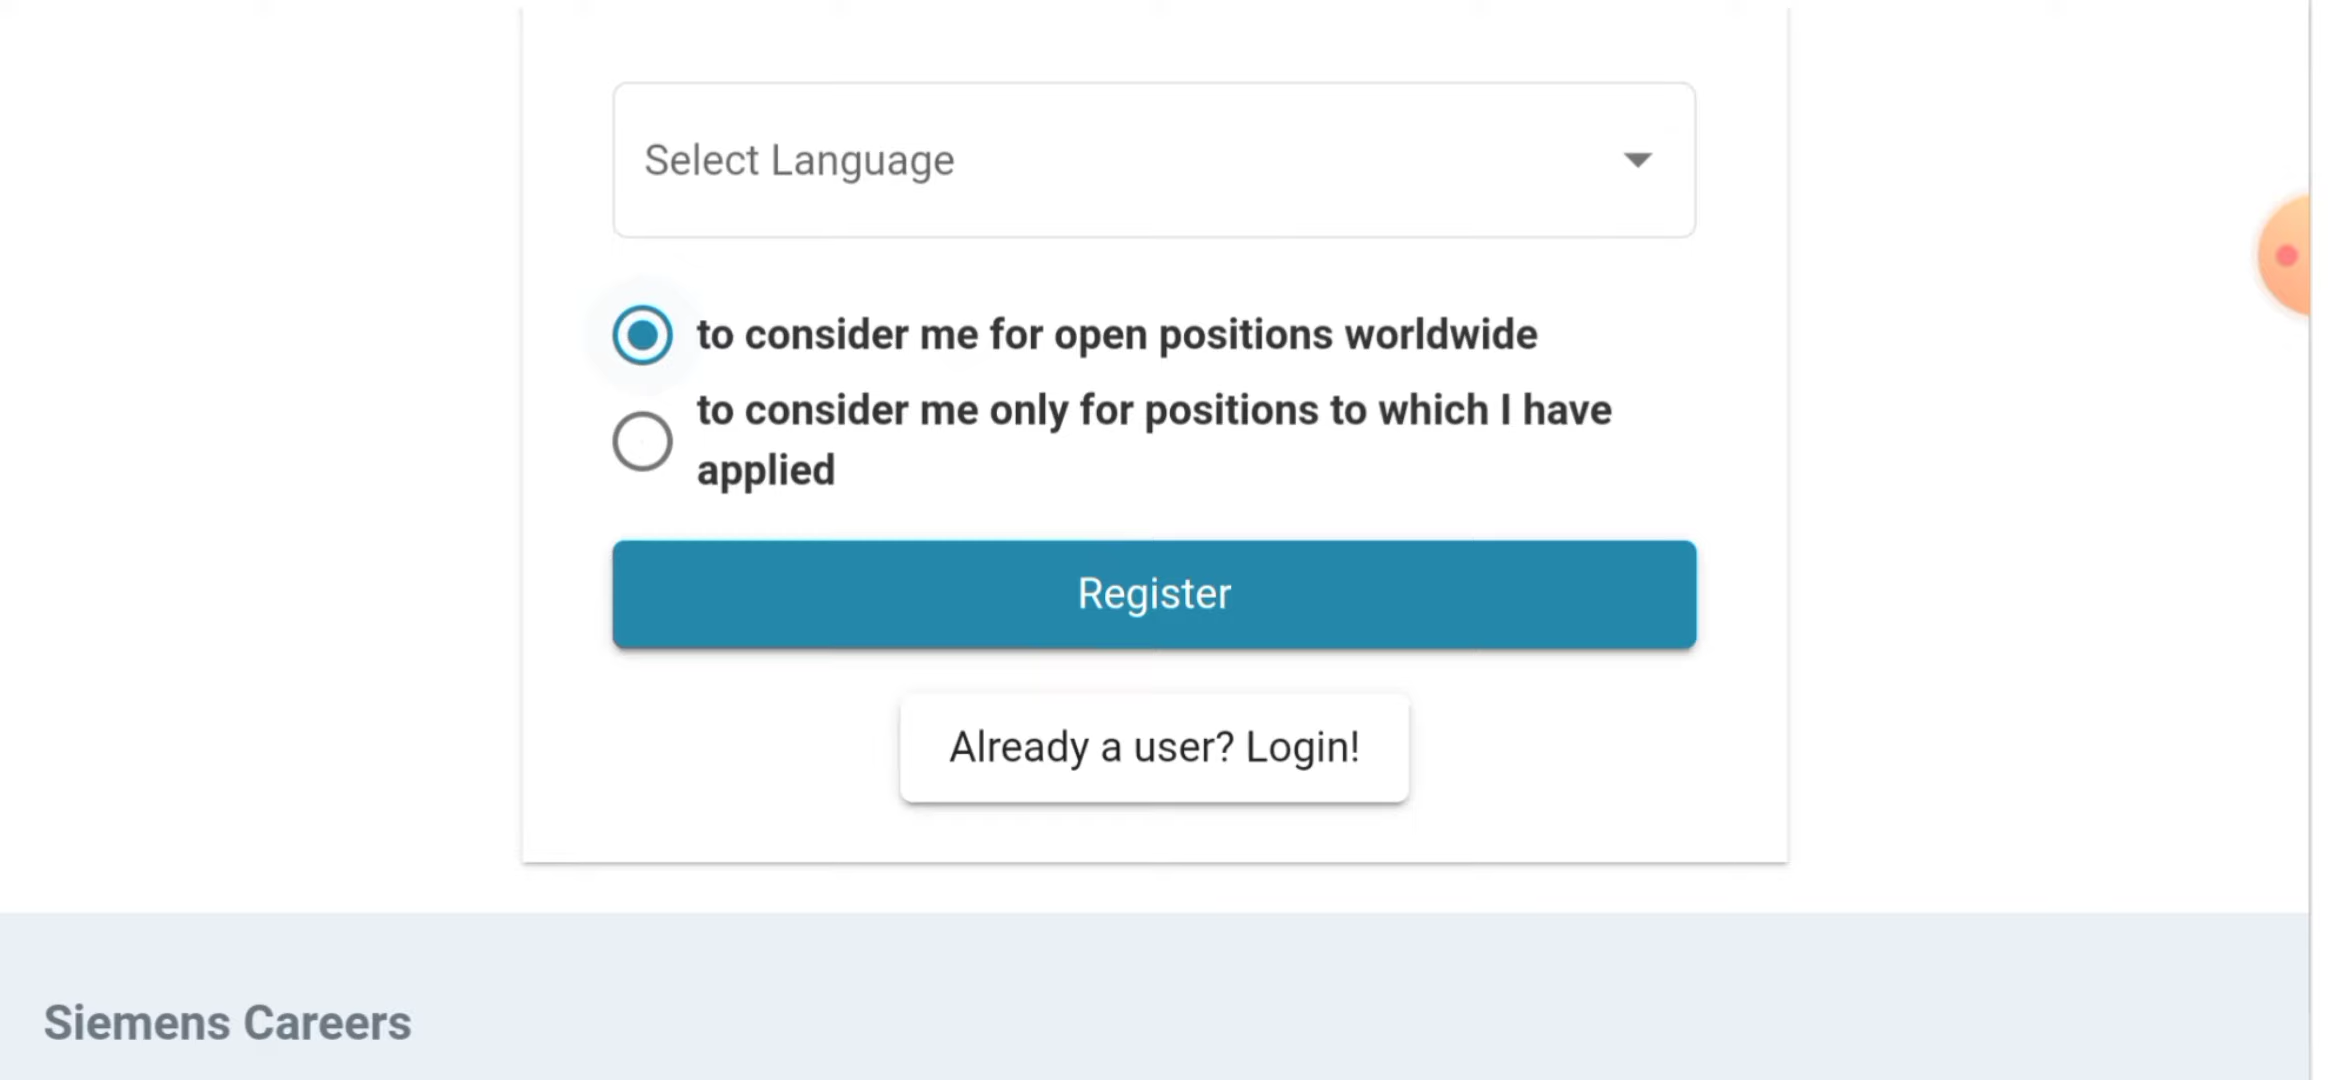 Select Language
to consider me for open positions worldwide
to consider me only for positions to which I have
applied
Register
Already a user? Login!
Siemens Careers